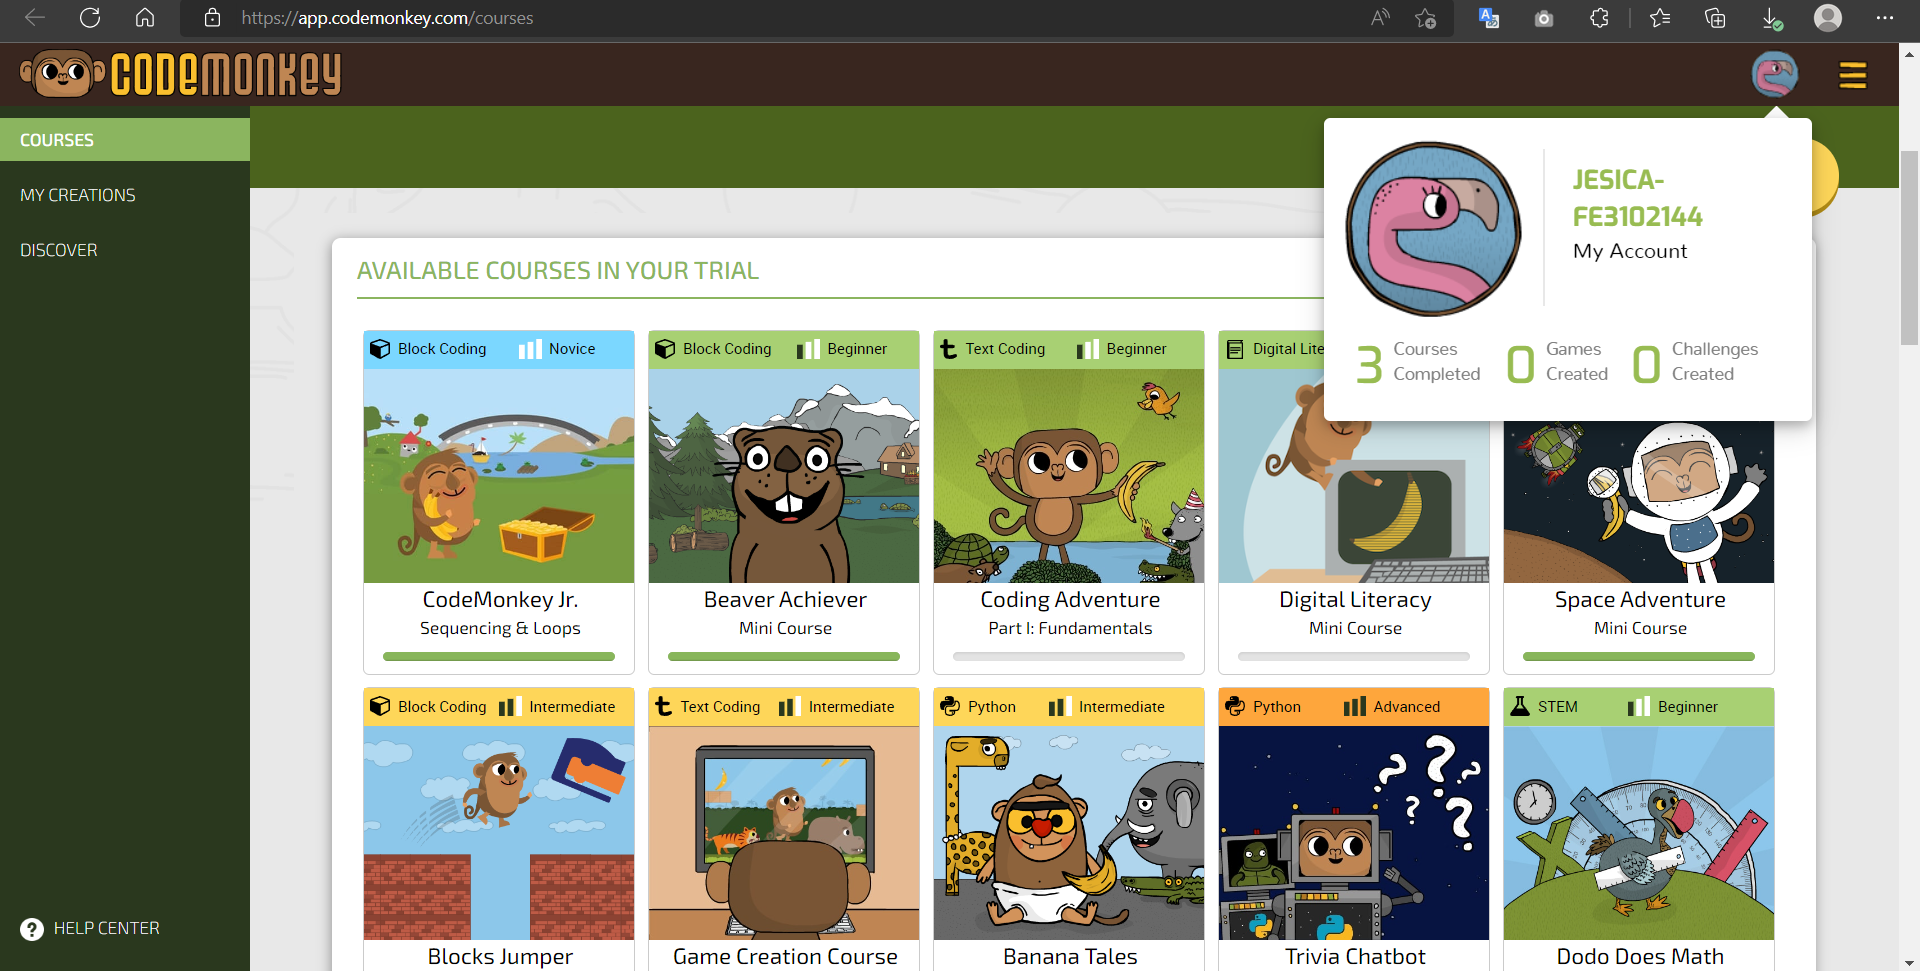 https://app.codemonkey.com/courses
CODEMONKEY
COURSES
MY CREATIONS
DISCOVER
HELP CENTER
JESICA-
FE3102144
My Account
3 Courses Completed
0 Games Created
0 Challenges Created
AVAILABLE COURSES IN YOUR TRIAL
Block Coding Novice
CodeMonkey Jr.
Sequencing & Loops
Block Coding Beginner
Beaver Achiever
Mini Course
Text Coding Beginner
Coding Adventure
Part I: Fundamentals
Digital Lite
Digital Literacy
Mini Course
Space Adventure
Mini Course
Block Coding Intermediate
Blocks Jumper
Text Coding Intermediate
Game Creation Course
Python Intermediate
Banana Tales
Python Advanced
Trivia Chatbot
STEM Beginner
Dodo Does Math